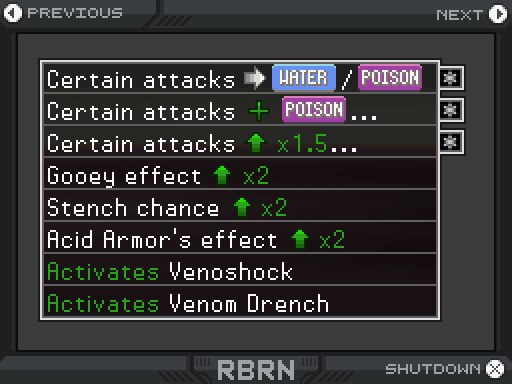 PREVIOUS
NEXT
Certain attacks WATER / POISON
Certain attacks + POISON...
Certain attacks x1.5...
Gooey effect x2
Stench chance x2
Acid Armor's effect x2
Activates Venoshock
Activates Venom Drench
RBRN
SHUTDOWN